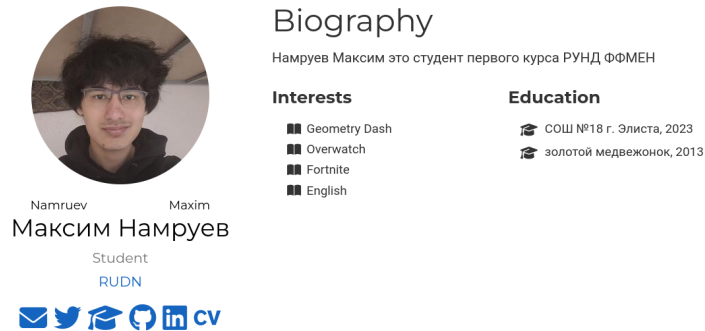 Biography
Намруев Максим это студент первого курса РУНД ФФМЕН
Interests
Geometry Dash
Overwatch
Fortnite
English
Education
СОШ №18 г. Элиста, 2023
золотой медвежонок, 2013
Namruev Maxim
Максим Намруев
Student
RUDN
in
CV